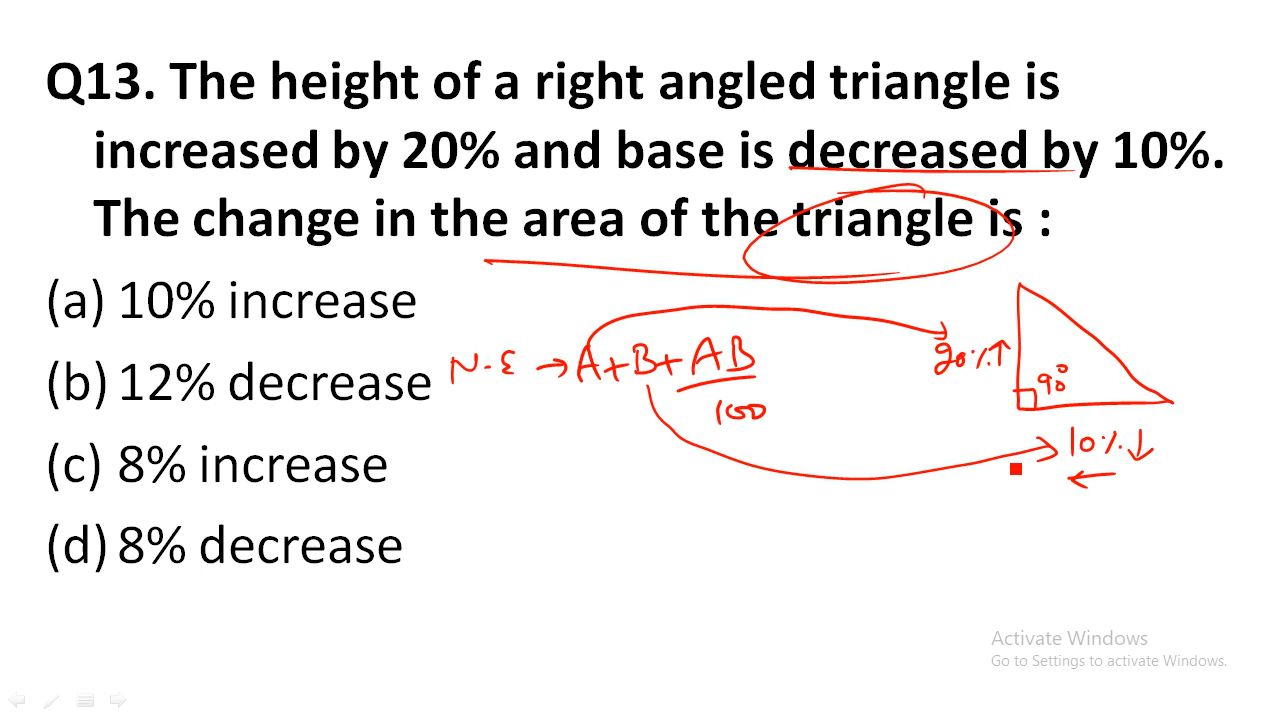 Q13. The height of a right angled triangle is
increased by 20% and base is decreased by 10%.
The change in the area of the triangle is :
(a) 10% increase
(b) 12% decrease
(c) 8% increase
(d) 8% decrease
N.E → A+B+AB
100
20%↑
90°
10%↓
←
Activate Windows
Go to Settings to activate Windows.